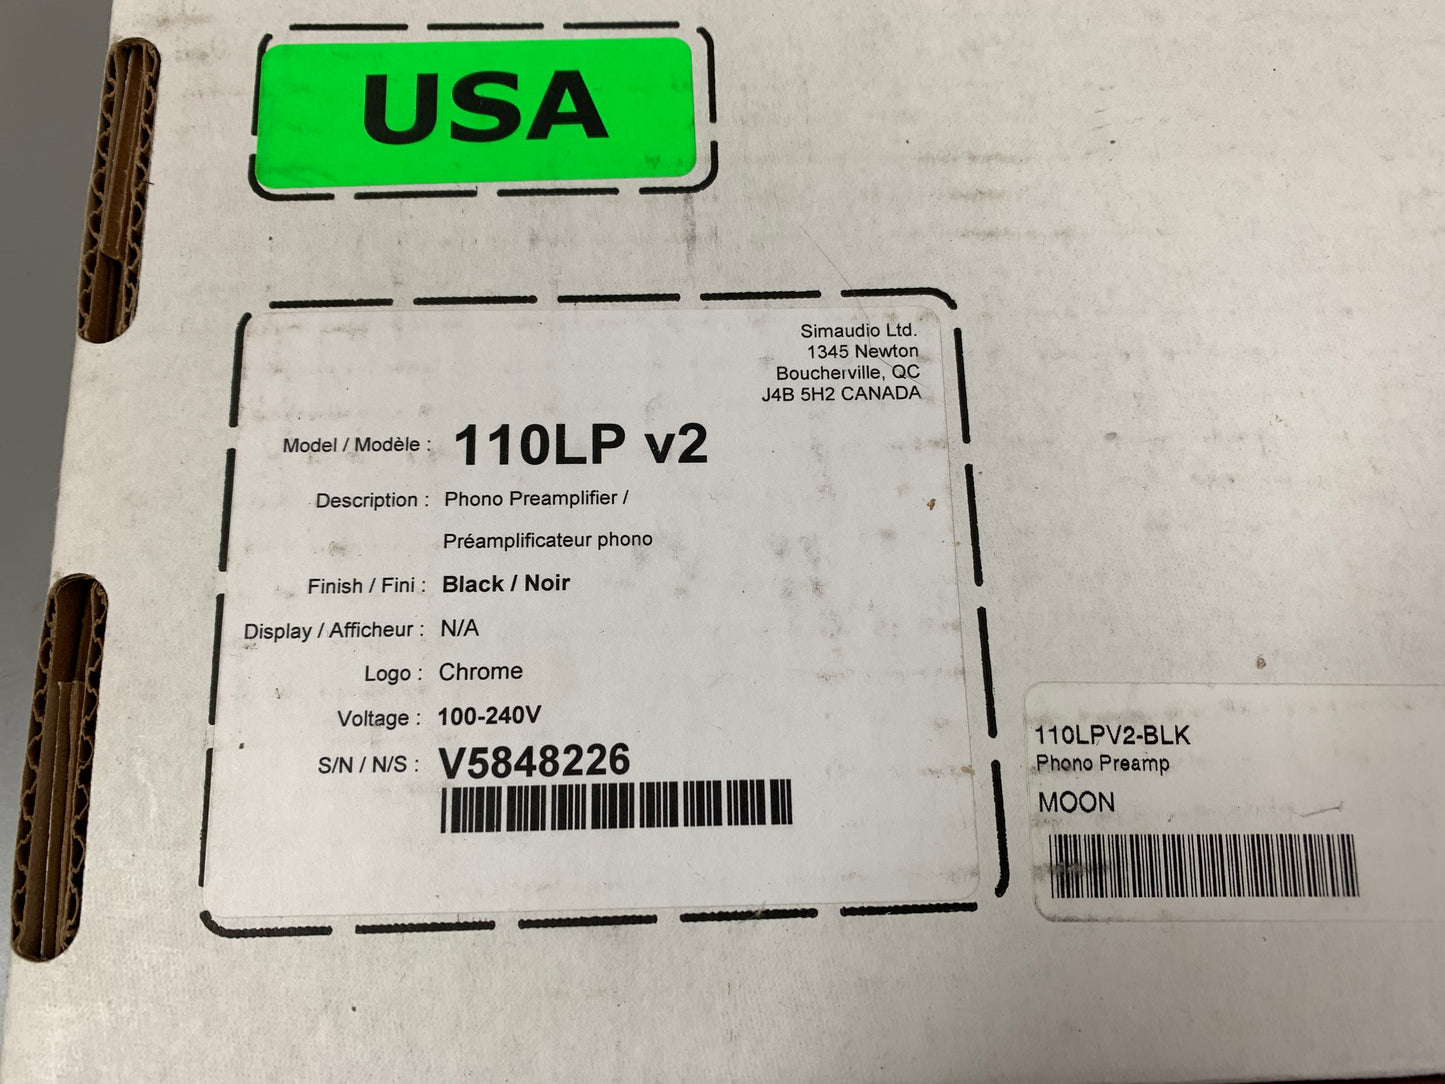 USA
Simaudio Ltd.
1345 Newton
Boucherville, QC
J4B 5H2 CANADA
Model / Modèle : 110LP v2
Description : Phono Preamplifier /
Préamplificateur phono
Finish / Fini : Black / Noir
Display / Afficheur : N/A
Logo : Chrome
Voltage : 100-240V
S/N / N/S : V5848226
110LPV2-BLK
Phono Preamp
MOON